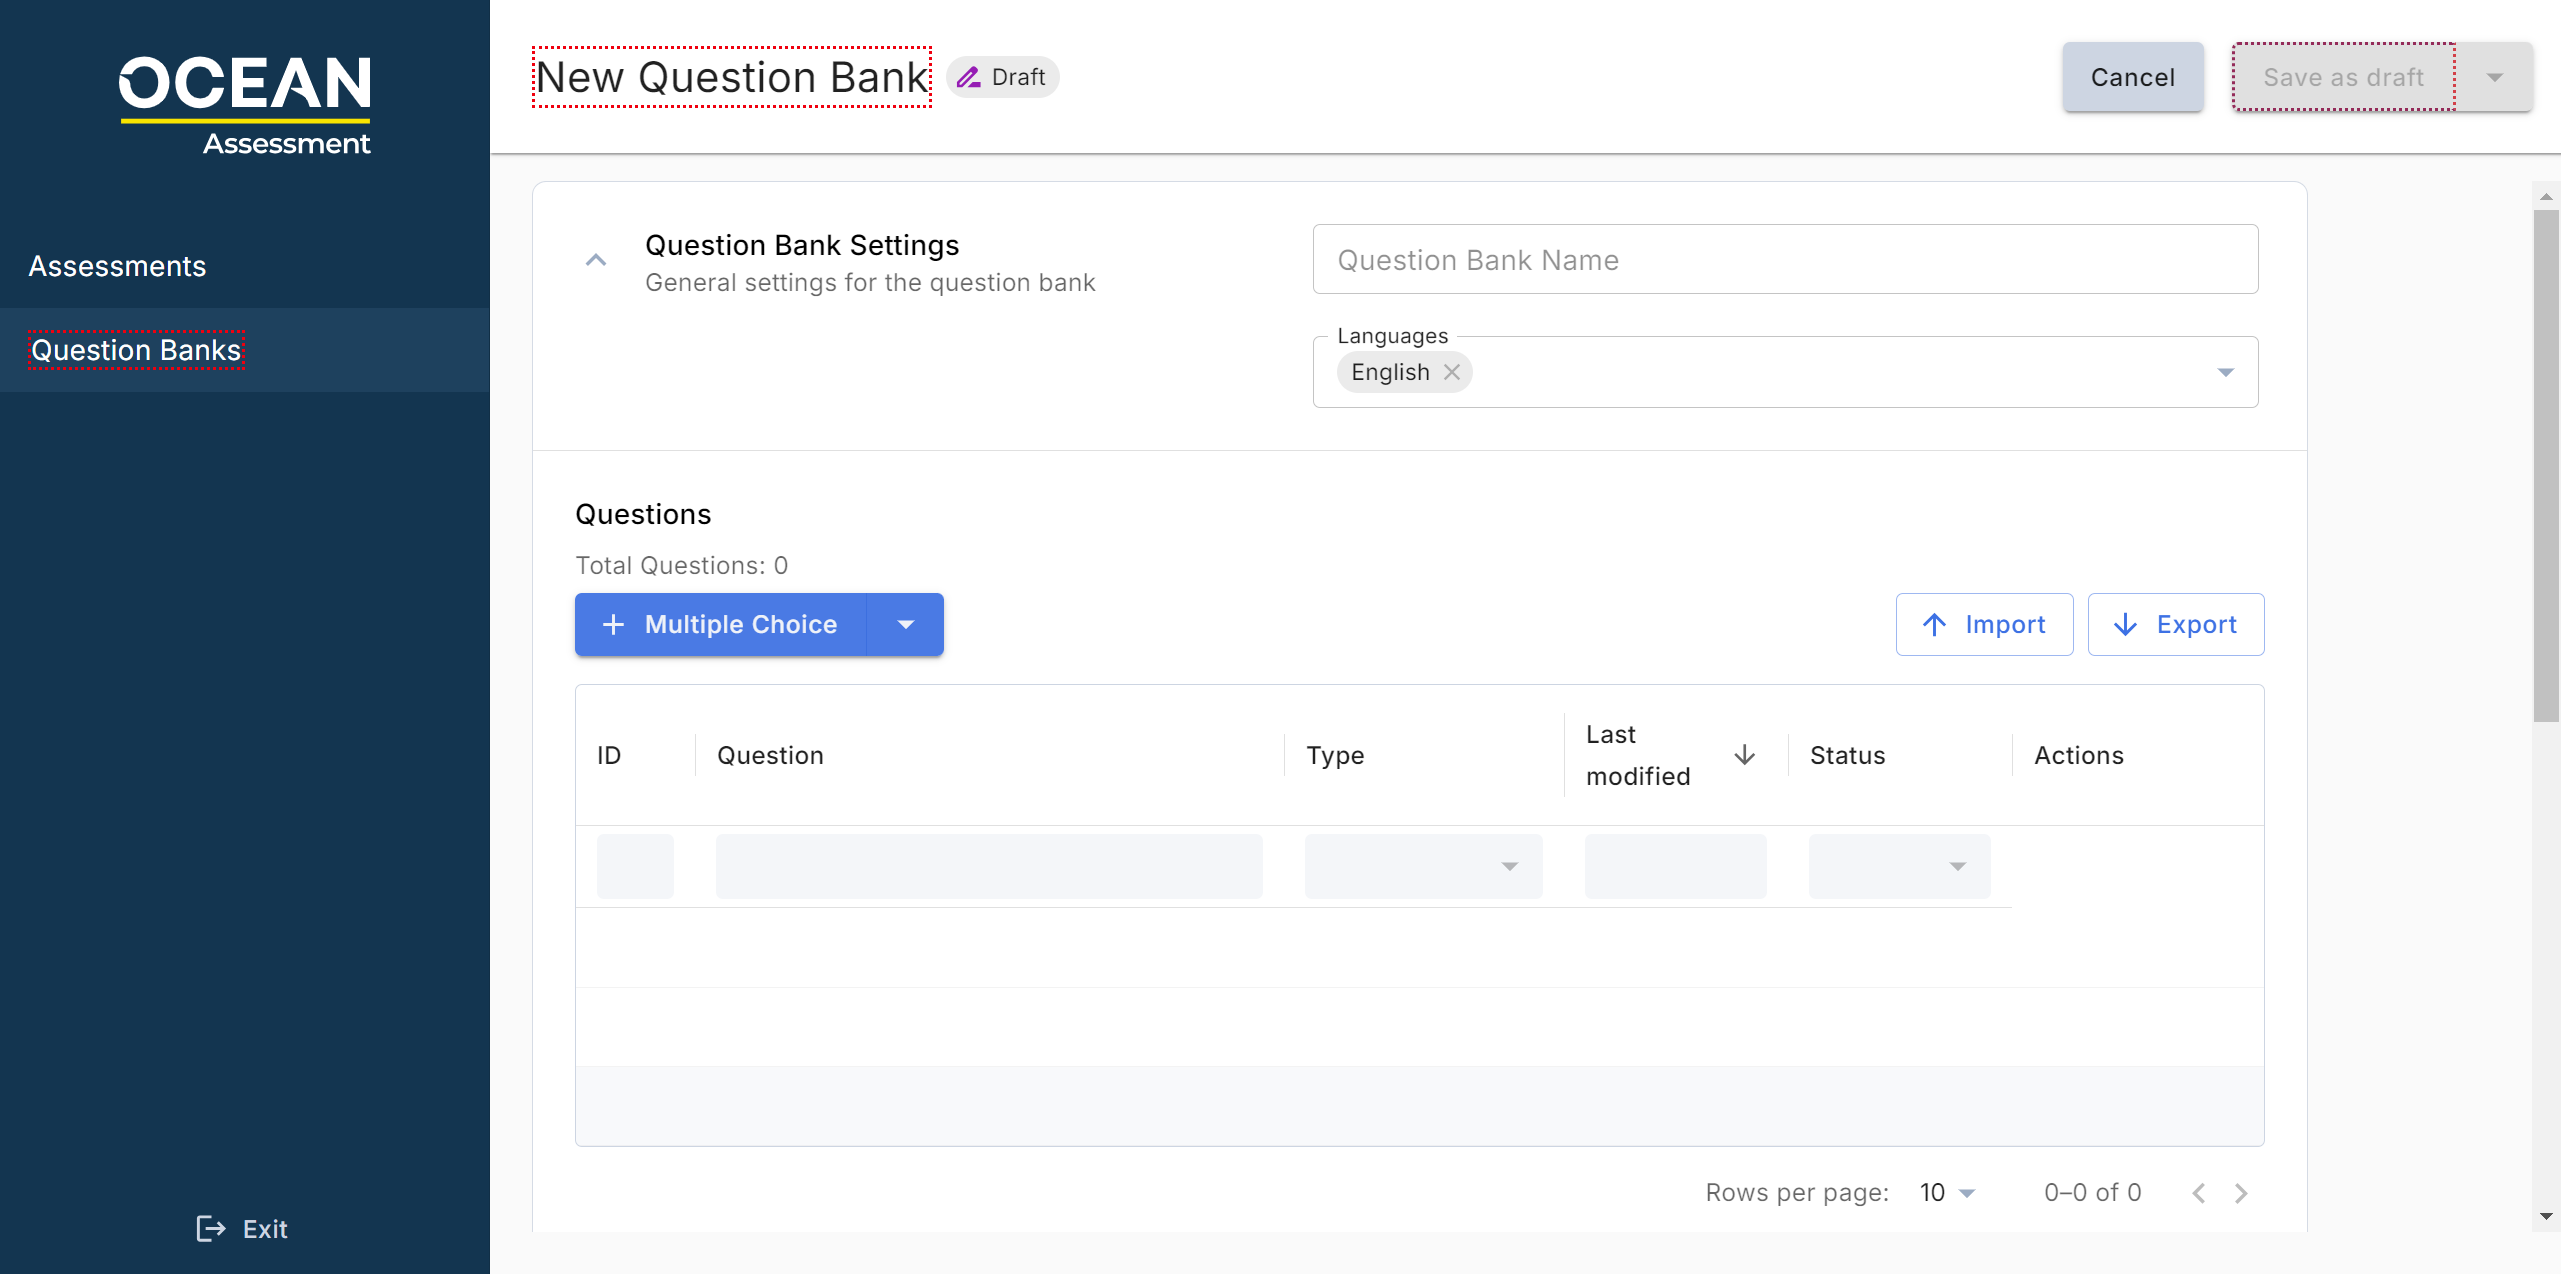 OCEAN
Assessment
Assessments
Question Banks
Exit
New Question Bank
Draft
Cancel
Save as draft
Question Bank Settings
General settings for the question bank
Question Bank Name
Languages
English
Questions
Total Questions: 0
Multiple Choice
Import
Export
ID
Question
Type
Last
modified
Status
Actions
Rows per page:
10
0–0 of 0